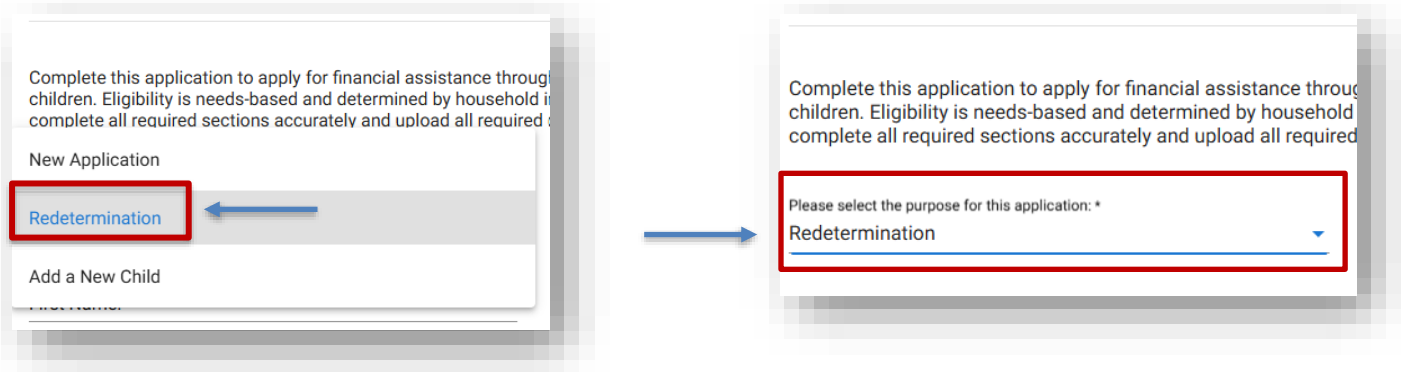 Complete this application to apply for financial assistance through
children. Eligibility is needs-based and determined by household
complete all required sections accurately and upload all required
New Application
Redetermination
Add a New Child
First Name:
Complete this application to apply for financial assistance
children. Eligibility is needs-based and determined by household
complete all required sections accurately and upload all required
Please select the purpose for this application: *
Redetermination